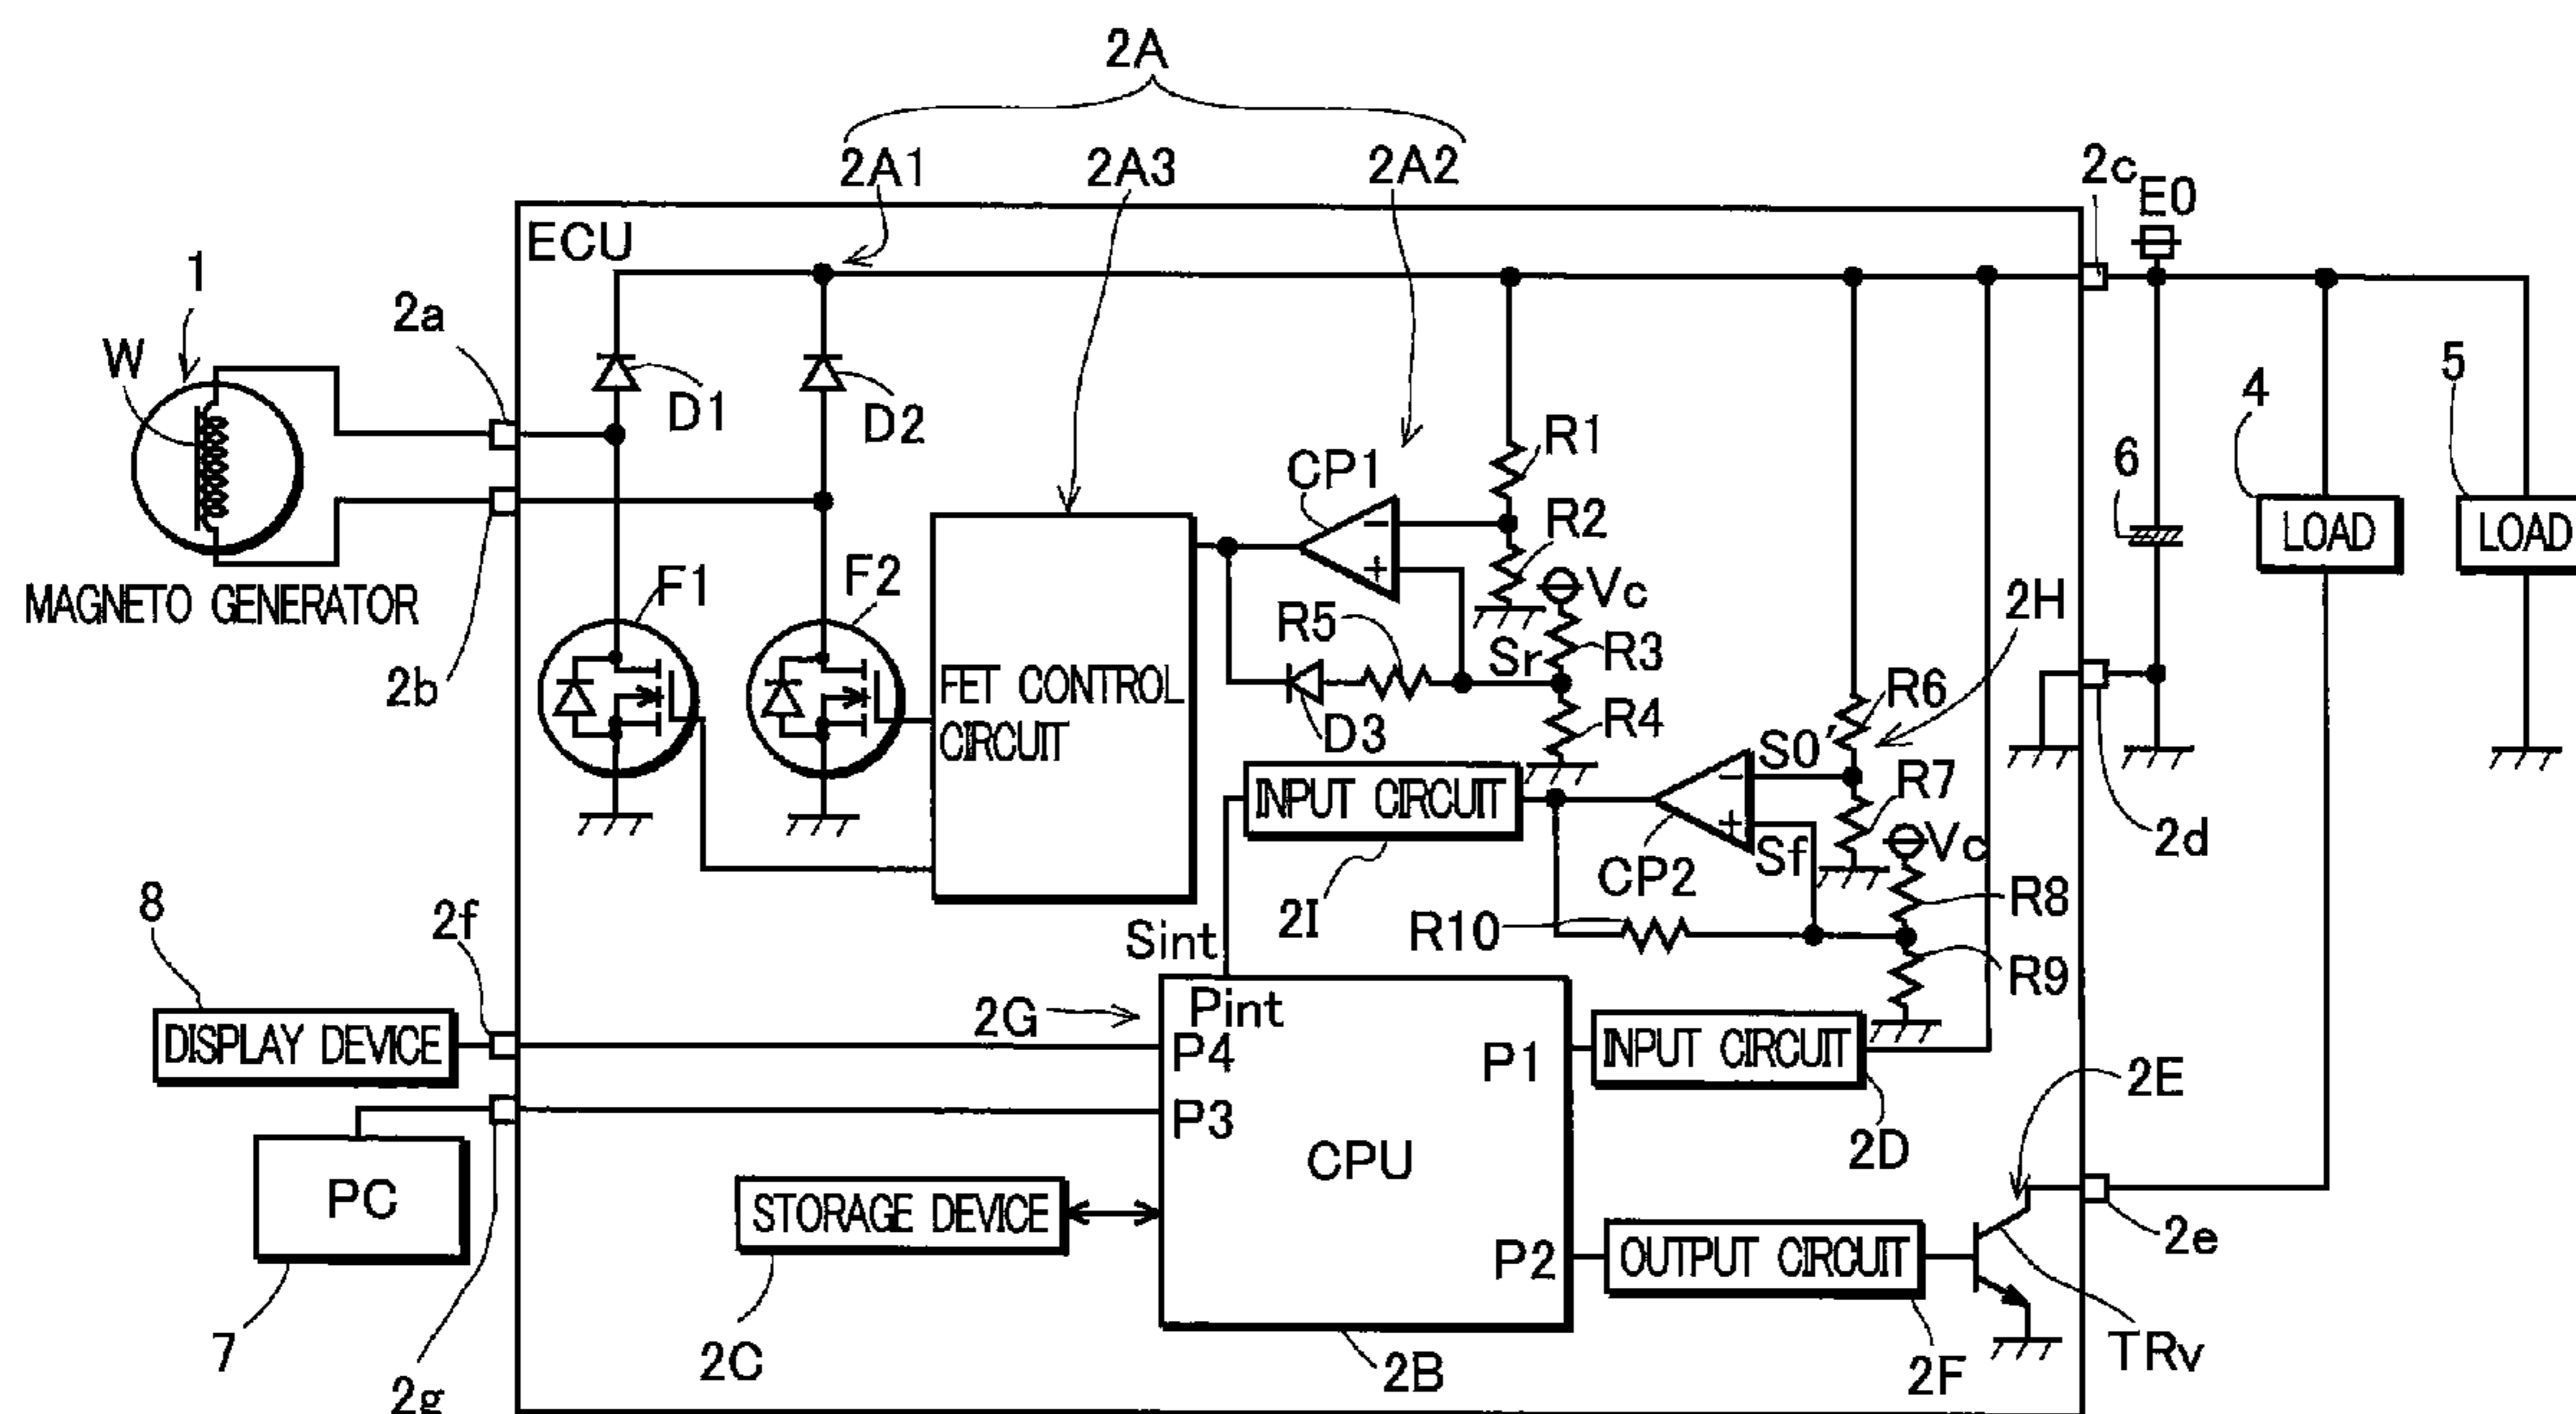 2A
2A1
2A3
2A2
2c
E0
ECU
1
2a
W
D1
D2
R1
CP1
5
4
6
R2
LOAD
LOAD
−
+
Vc
F1
F2
MAGNETO GENERATOR
R5
2H
Sr
R3
2b
FET CONTROL
CIRCUIT
R6
D3
R4
S0'
INPUT CIRCUIT
−
R7
+
2d
Sf
Vc
CP2
8
2f
2I
R8
R10
Sint
R9
2G
Pint
DISPLAY DEVICE
P4
P1
INPUT CIRCUIT
2E
P3
2D
CPU
PC
STORAGE DEVICE
2e
P2
OUTPUT CIRCUIT
7
2C
TRv
2B
2F
2g